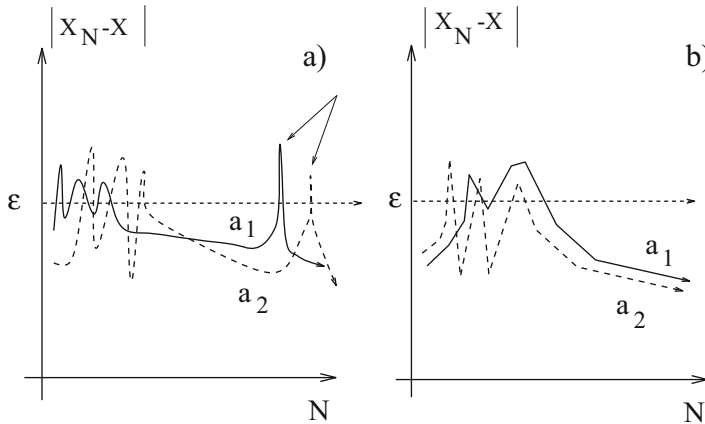 |X_N-X|
a)
ε
a_1
a_2
N
|X_N-X|
b)
ε
a_1
a_2
N